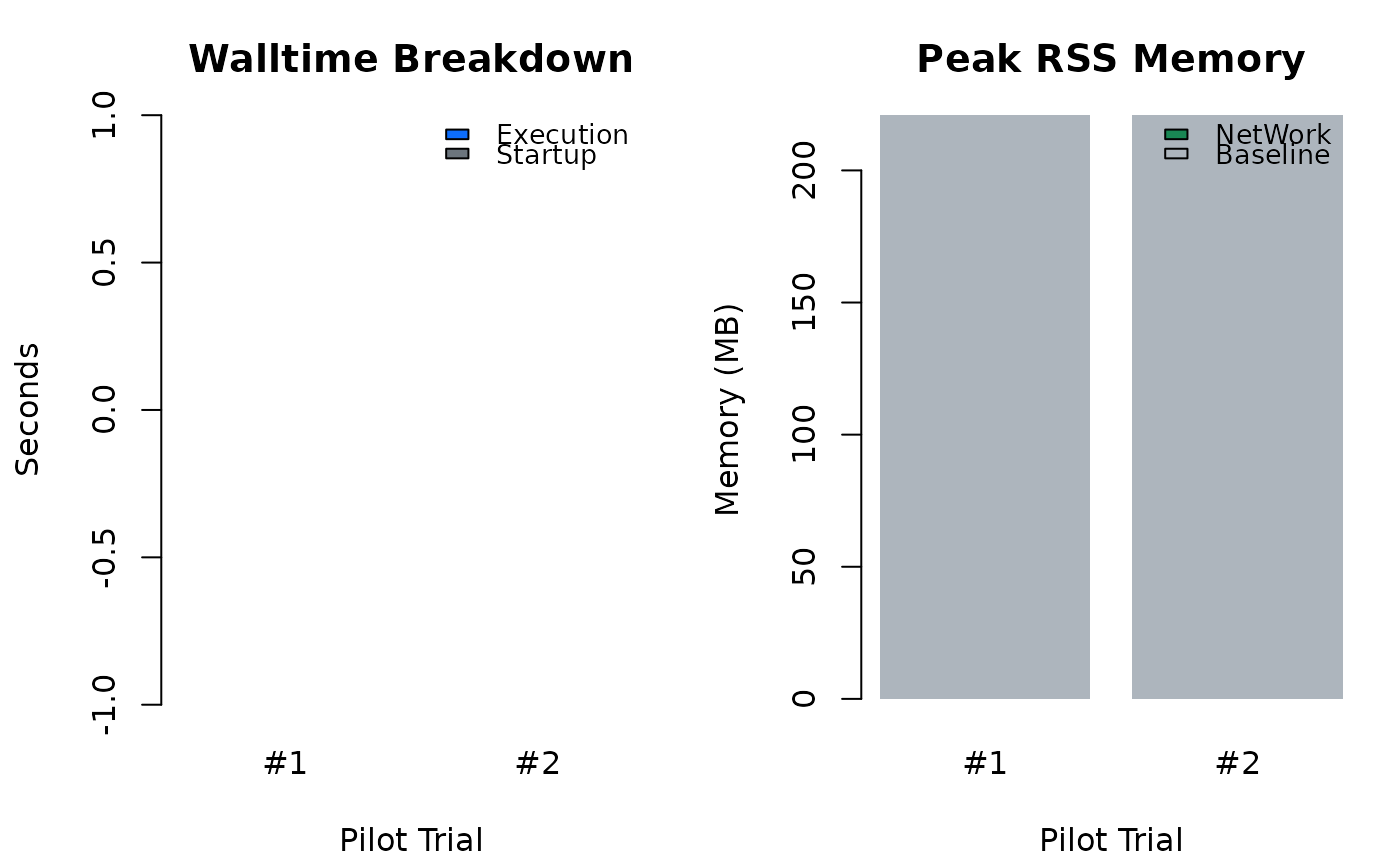 Walltime Breakdown
Execution
Startup
1.0
0.5
0.0
-0.5
-1.0
Seconds
#1
#2
Pilot Trial
Peak RSS Memory
NetWork
Baseline
200
150
100
50
0
Memory (MB)
#1
#2
Pilot Trial